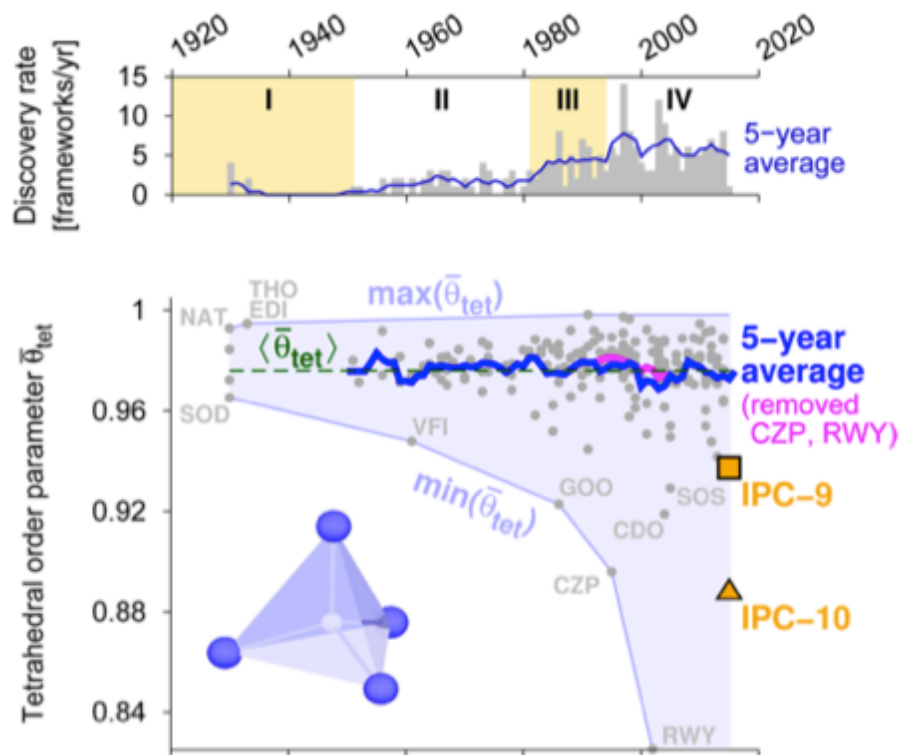 1920 1940 1960 1980 2000 2020
Discovery rate
[frameworks/yr]
15
10
5
0
I II III IV
5−year
average
Tetrahedral order parameter θ̄tet
1
0.96
0.92
0.88
0.84
THO
NAT EDI
max(θ̄tet)
⟨θ̄tet⟩
5−year
average
(removed
CZP, RWY)
SOD
VFI
min(θ̄tet)
GOO
SOS
CDO
IPC−9
CZP
IPC−10
RWY